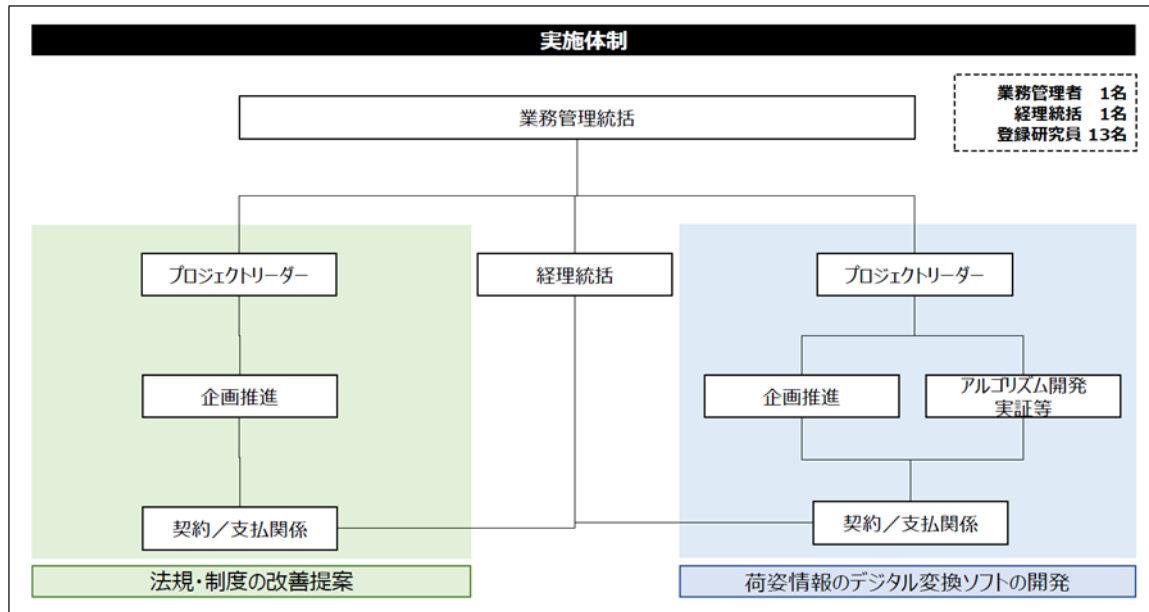 実施体制
業務管理者 1名
経理統括 1名
登録研究員 13名
業務管理統括
プロジェクトリーダー
経理統括
プロジェクトリーダー
企画推進
企画推進
アルゴリズム開発
実証等
契約／支払関係
契約／支払関係
法規・制度の改善提案
荷姿情報のデジタル変換ソフトの開発